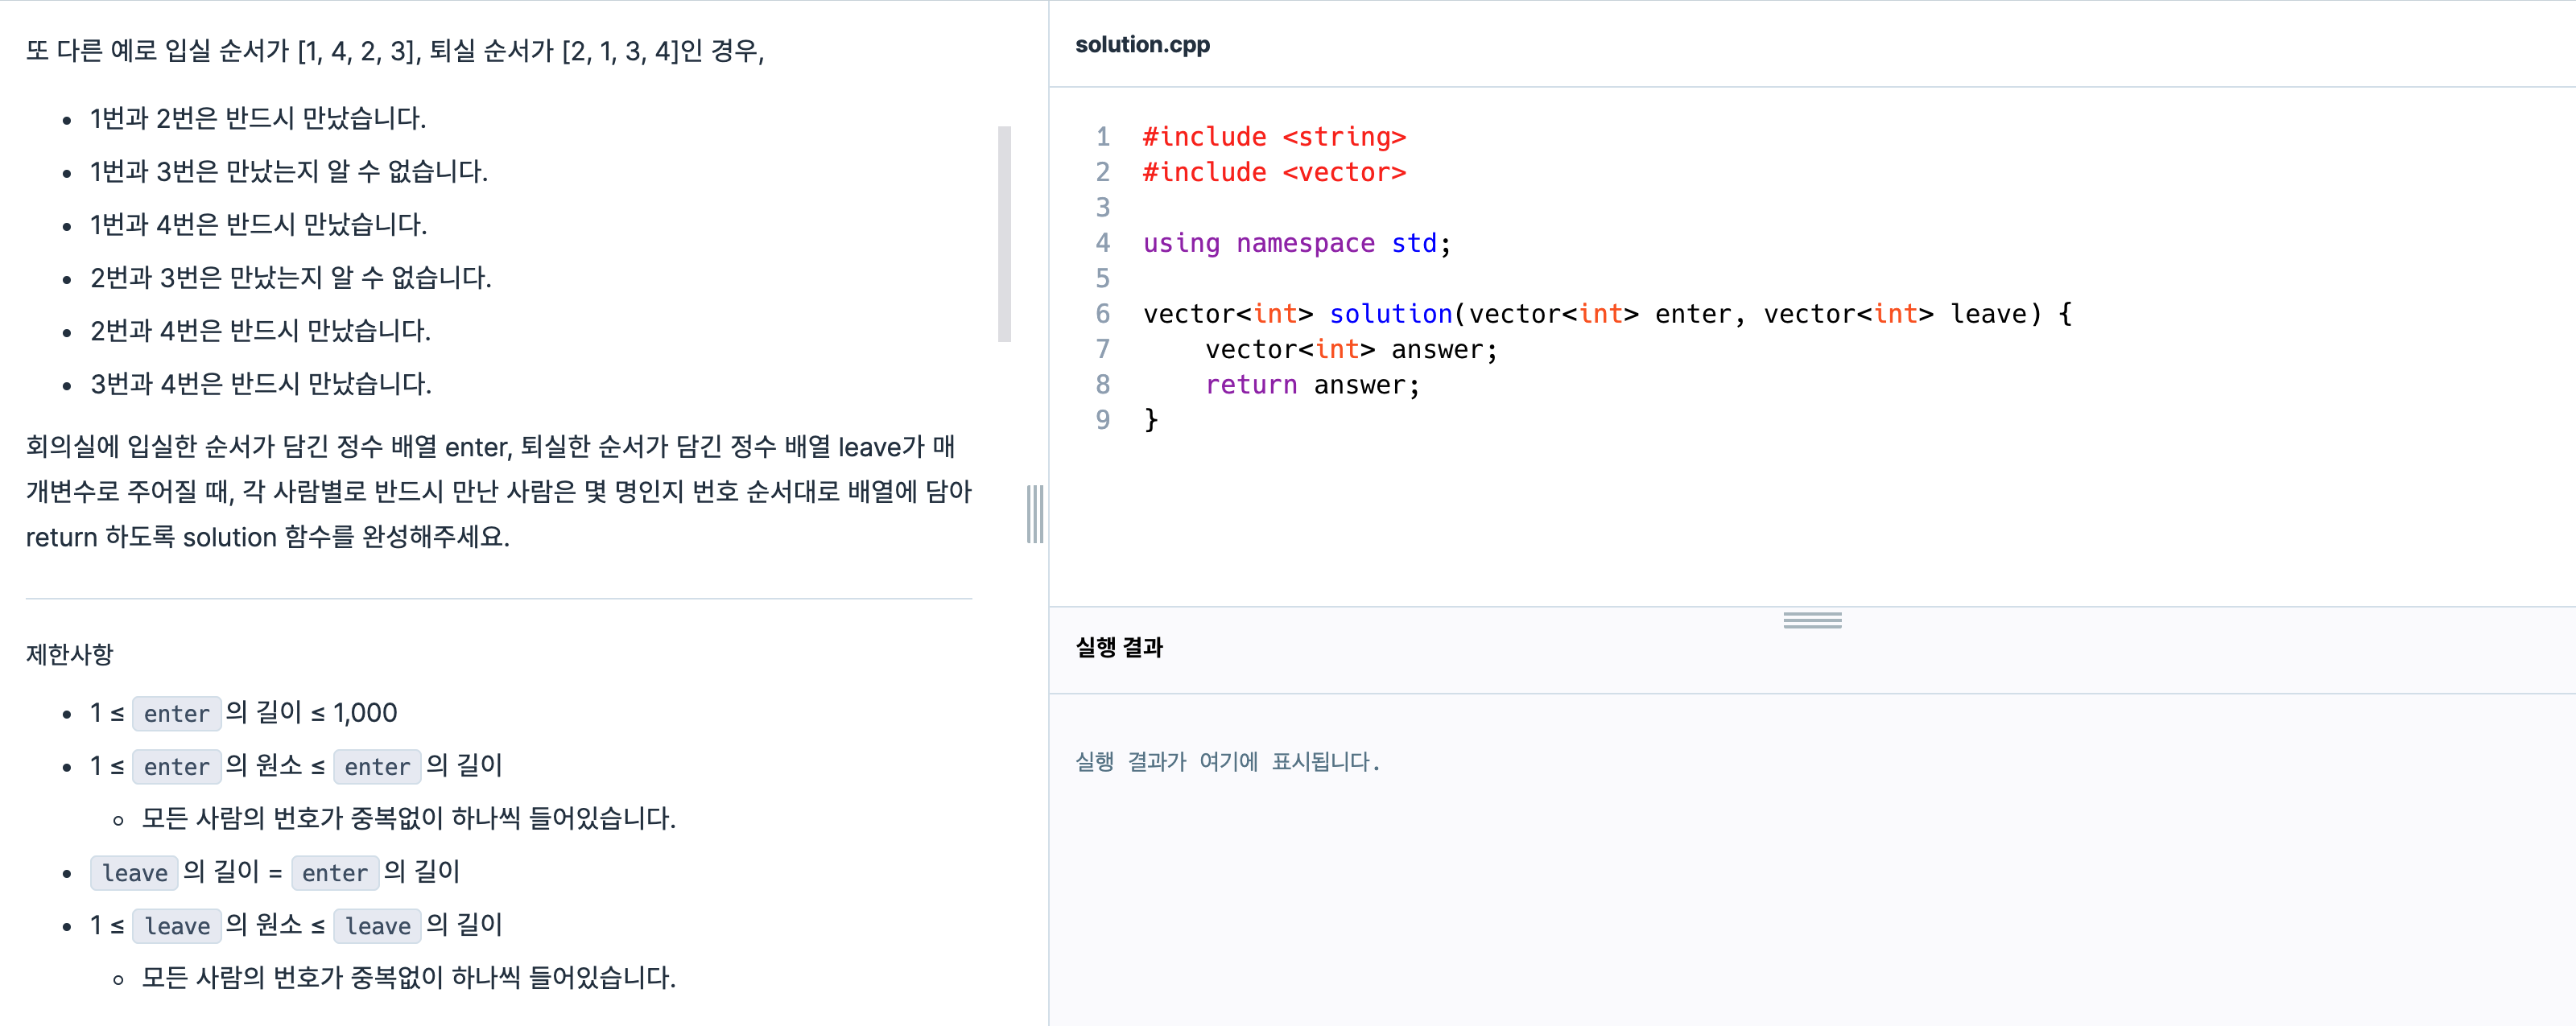 또 다른 예로 입실 순서가 [1, 4, 2, 3], 퇴실 순서가 [2, 1, 3, 4]인 경우,
• 1번과 2번은 반드시 만났습니다.
• 1번과 3번은 만났는지 알 수 없습니다.
• 1번과 4번은 반드시 만났습니다.
• 2번과 3번은 만났는지 알 수 없습니다.
• 2번과 4번은 반드시 만났습니다.
• 3번과 4번은 반드시 만났습니다.
회의실에 입실한 순서가 담긴 정수 배열 enter, 퇴실한 순서가 담긴 정수 배열 leave가 매
개변수로 주어질 때, 각 사람별로 반드시 만난 사람은 몇 명인지 번호 순서대로 배열에 담아
return 하도록 solution 함수를 완성해주세요.
제한사항
• 1 ≤ enter 의 길이 ≤ 1,000
• 1 ≤ enter 의 원소 ≤ enter 의 길이
◦ 모든 사람의 번호가 중복없이 하나씩 들어있습니다.
• leave 의 길이 = enter 의 길이
• 1 ≤ leave 의 원소 ≤ leave 의 길이
◦ 모든 사람의 번호가 중복없이 하나씩 들어있습니다.
solution.cpp
1 #include <string>
2 #include <vector>
3
4 using namespace std;
5
6 vector<int> solution(vector<int> enter, vector<int> leave) {
7     vector<int> answer;
8     return answer;
9 }
실행 결과
실행 결과가 여기에 표시됩니다.